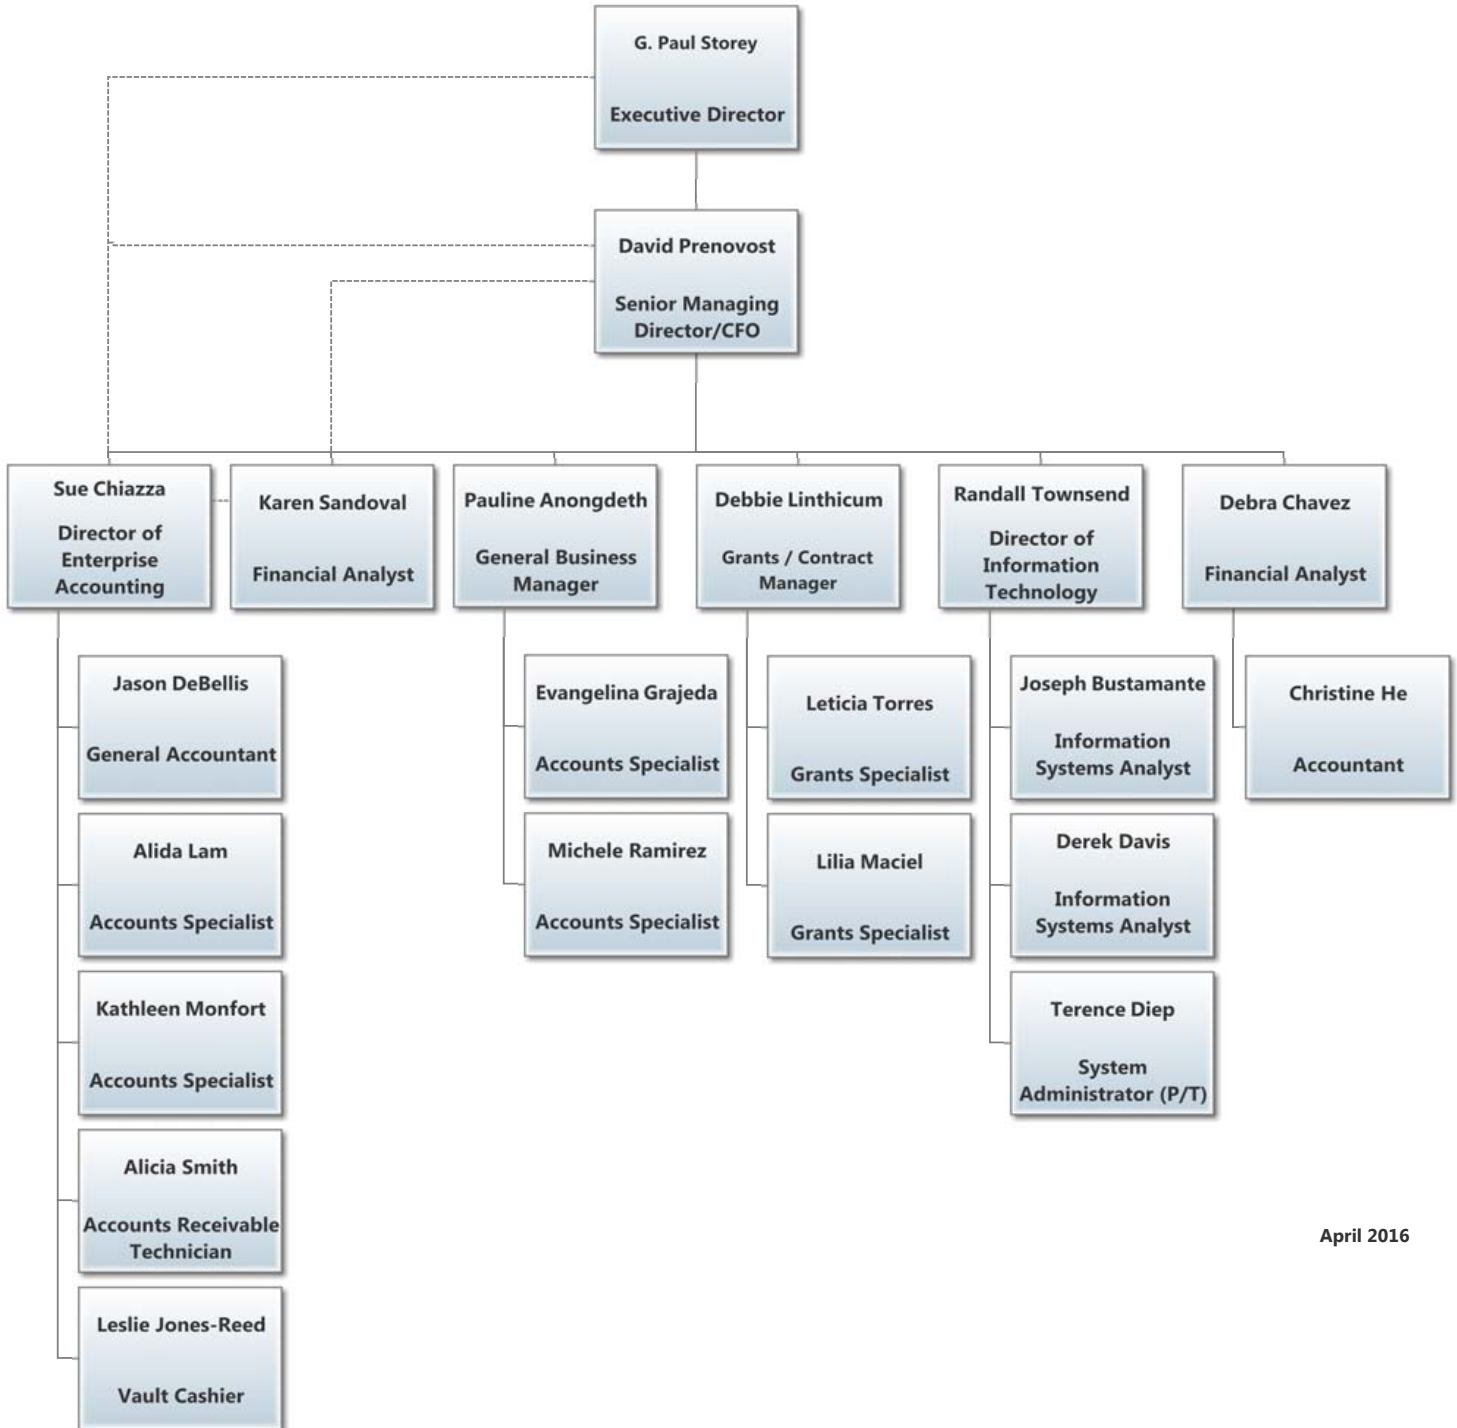 G. Paul Storey
Executive Director
David Prenovost
Senior Managing
Director/CFO
Sue Chiazza
Director of
Enterprise
Accounting
Karen Sandoval
Financial Analyst
Pauline Anongdeth
General Business
Manager
Debbie Linthicum
Grants / Contract
Manager
Randall Townsend
Director of
Information
Technology
Debra Chavez
Financial Analyst
Jason DeBellis
General Accountant
Alida Lam
Accounts Specialist
Kathleen Monfort
Accounts Specialist
Alicia Smith
Accounts Receivable
Technician
Leslie Jones-Reed
Vault Cashier
Evangelina Grajeda
Accounts Specialist
Michele Ramirez
Accounts Specialist
Leticia Torres
Grants Specialist
Lilia Maciel
Grants Specialist
Joseph Bustamante
Information
Systems Analyst
Derek Davis
Information
Systems Analyst
Terence Diep
System
Administrator (P/T)
Christine He
Accountant
April 2016